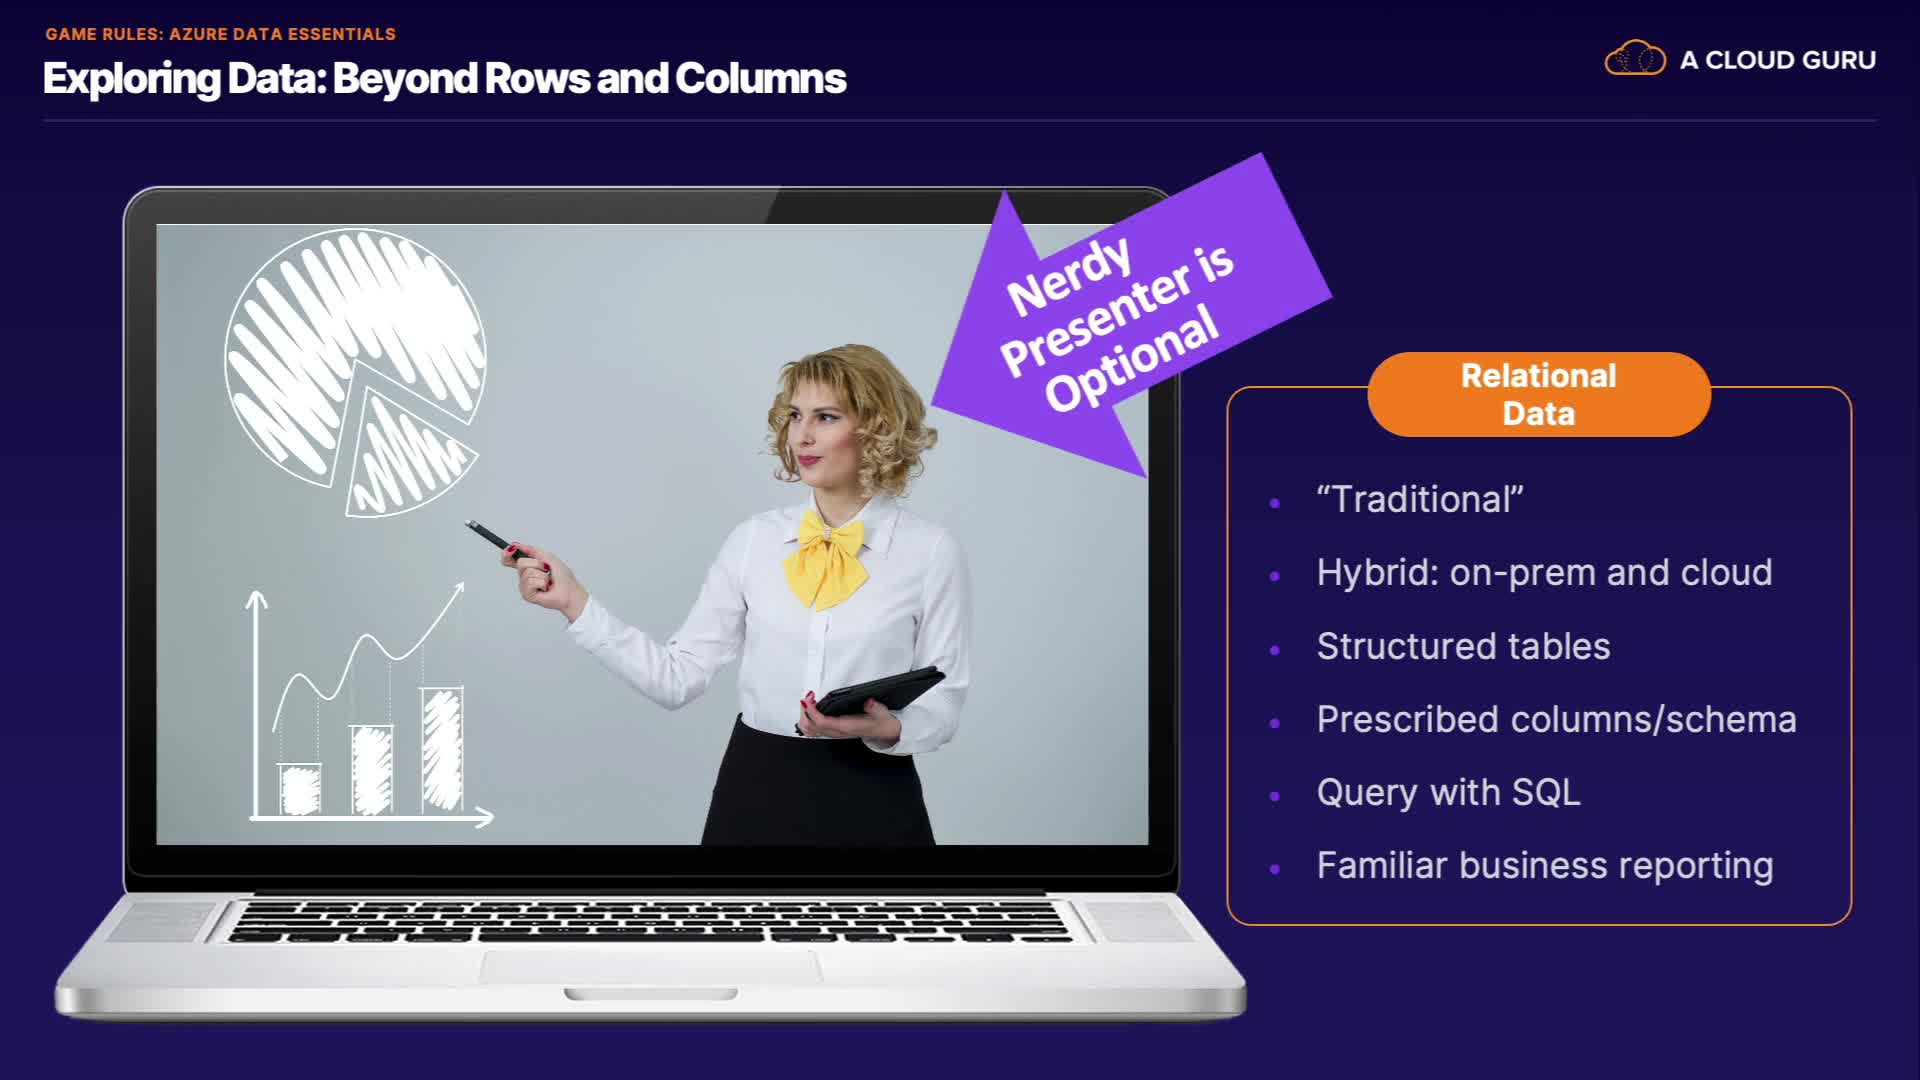 GAME RULES: AZURE DATA ESSENTIALS
Exploring Data: Beyond Rows and Columns
A CLOUD GURU
Nerdy
Presenter is
Optional
Relational
Data
“Traditional”
Hybrid: on-prem and cloud
Structured tables
Prescribed columns/schema
Query with SQL
Familiar business reporting